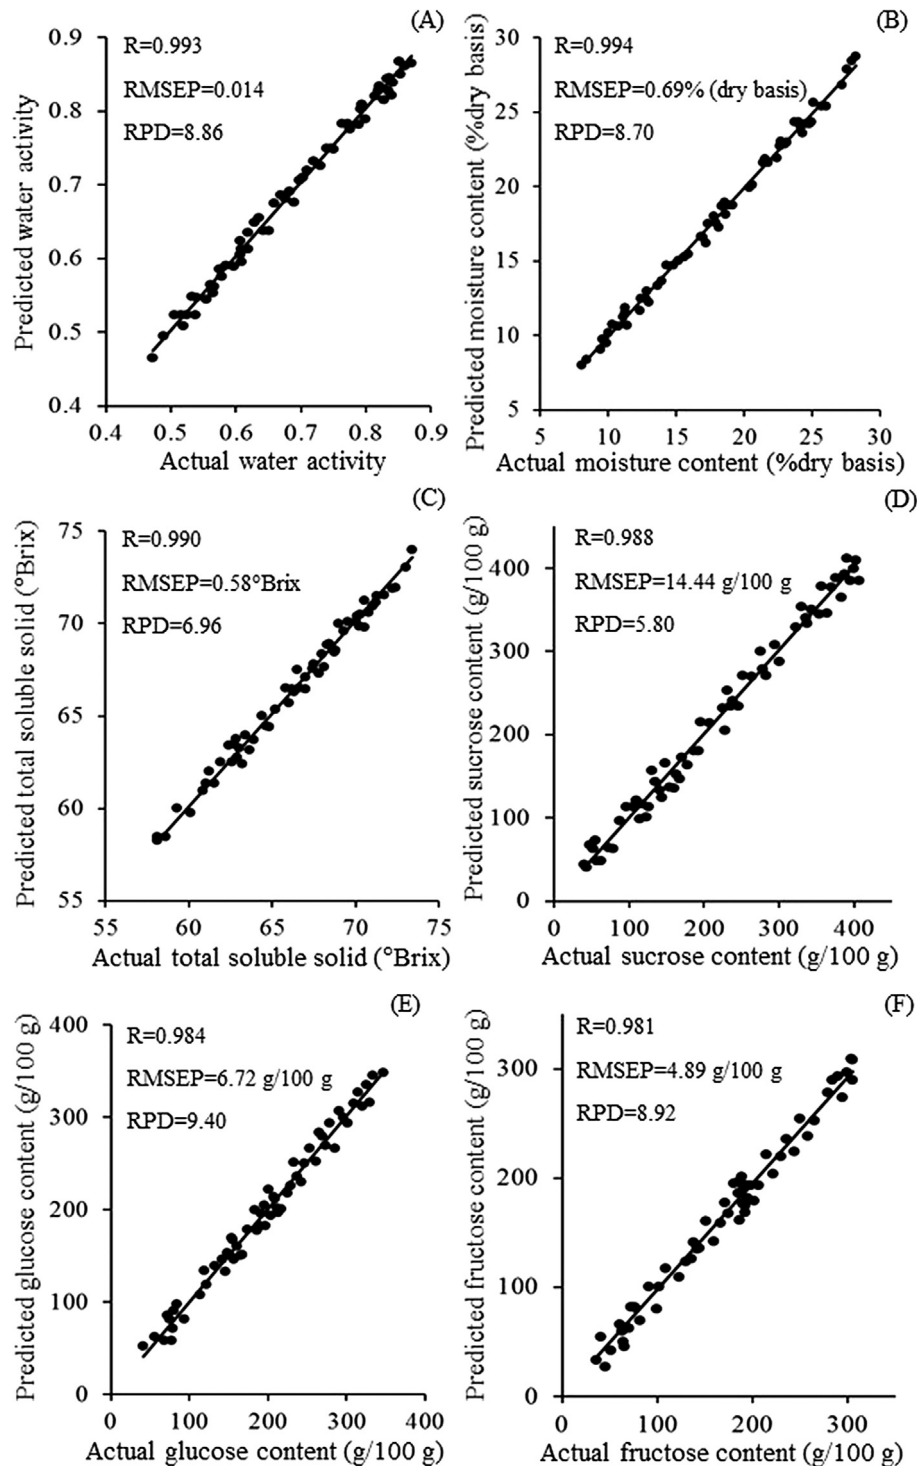 (A)
R=0.993
RMSEP=0.014
RPD=8.86
Predicted water activity
0.9
0.8
0.7
0.6
0.5
0.4
0.4 0.5 0.6 0.7 0.8 0.9
Actual water activity
(B)
R=0.994
RMSEP=0.69% (dry basis)
RPD=8.70
Predicted moisture content (%dry basis)
30
25
20
15
10
5
5 10 15 20 25 30
Actual moisture content (%dry basis)
(C)
R=0.990
RMSEP=0.58°Brix
RPD=6.96
Predicted total soluble solid (°Brix)
75
70
65
60
55
55 60 65 70 75
Actual total soluble solid (°Brix)
(D)
R=0.988
RMSEP=14.44 g/100 g
RPD=5.80
Predicted sucrose content (g/100 g)
400
300
200
100
0
0 100 200 300 400
Actual sucrose content (g/100 g)
(E)
R=0.984
RMSEP=6.72 g/100 g
RPD=9.40
Predicted glucose content (g/100 g)
400
300
200
100
0
0 100 200 300 400
Actual glucose content (g/100 g)
(F)
R=0.981
RMSEP=4.89 g/100 g
RPD=8.92
Predicted fructose content (g/100 g)
300
200
100
0
0 100 200 300
Actual fructose content (g/100 g)